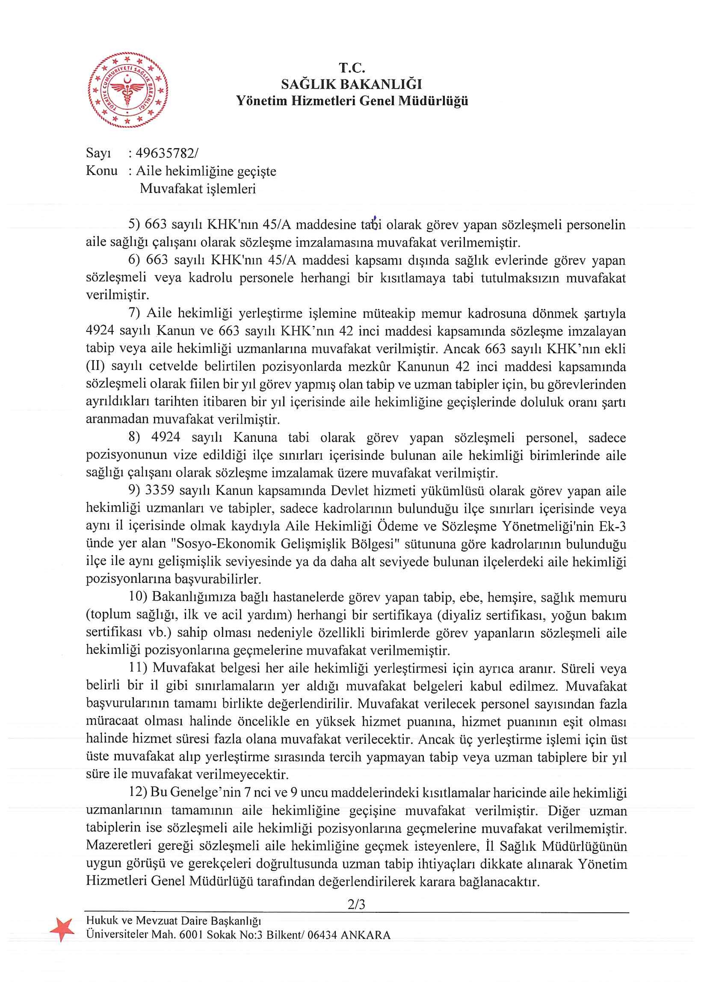 TÜRKİYE CUMHURİYETİ SAĞLIK BAKANLIĞI
T.C.
SAĞLIK BAKANLIĞI
Yönetim Hizmetleri Genel Müdürlüğü
Sayı : 49635782/
Konu : Aile hekimliğine geçişte
Muvafakat işlemleri
5) 663 sayılı KHK'nın 45/A maddesine tabi olarak görev yapan sözleşmeli personelin
aile sağlığı çalışanı olarak sözleşme imzalamasına muvafakat verilmemiştir.
6) 663 sayılı KHK'nın 45/A maddesi kapsamı dışında sağlık evlerinde görev yapan
sözleşmeli veya kadrolu personele herhangi bir kısıtlamaya tabi tutulmaksızın muvafakat
verilmiştir.
7) Aile hekimliği yerleştirme işlemine müteakip memur kadrosuna dönmek şartıyla
4924 sayılı Kanun ve 663 sayılı KHK’nın 42 inci maddesi kapsamında sözleşme imzalayan
tabip veya aile hekimliği uzmanlarına muvafakat verilmiştir. Ancak 663 sayılı KHK’nın ekli
(II) sayılı cetvelde belirtilen pozisyonlarda mezkûr Kanunun 42 inci maddesi kapsamında
sözleşmeli olarak fiilen bir yıl görev yapmış olan tabip ve uzman tabipler için, bu görevlerinden
ayrıldıkları tarihten itibaren bir yıl içerisinde aile hekimliğine geçişlerinde doluluk oranı şartı
aranmadan muvafakat verilmiştir.
8) 4924 sayılı Kanuna tabi olarak görev yapan sözleşmeli personel, sadece
pozisyonunun vize edildiği ilçe sınırları içerisinde bulunan aile hekimliği birimlerinde aile
sağlığı çalışanı olarak sözleşme imzalamak üzere muvafakat verilmiştir.
9) 3359 sayılı Kanun kapsamında Devlet hizmeti yükümlüsü olarak görev yapan aile
hekimliği uzmanları ve tabipler, sadece kadrolarının bulunduğu ilçe sınırları içerisinde veya
aynı il içerisinde olmak kaydıyla Aile Hekimliği Ödeme ve Sözleşme Yönetmeliği'nin Ek-3
ünde yer alan "Sosyo-Ekonomik Gelişmişlik Bölgesi" sütununa göre kadrolarının bulunduğu
ilçe ile aynı gelişmişlik seviyesinde ya da daha alt seviyede bulunan ilçelerdeki aile hekimliği
pozisyonlarına başvurabilirler.
10) Bakanlığımıza bağlı hastanelerde görev yapan tabip, ebe, hemşire, sağlık memuru
(toplum sağlığı, ilk ve acil yardım) herhangi bir sertifikaya (diyaliz sertifikası, yoğun bakım
sertifikası vb.) sahip olması nedeniyle özellikli birimlerde görev yapanların sözleşmeli aile
hekimliği pozisyonlarına geçmelerine muvafakat verilmemiştir.
11) Muvafakat belgesi her aile hekimliği yerleştirmesi için ayrıca aranır. Süreli veya
belirli bir il gibi sınırlamaların yer aldığı muvafakat belgeleri kabul edilmez. Muvafakat
başvurularının tamamı birlikte değerlendirilir. Muvafakat verilecek personel sayısından fazla
müracaat olması halinde öncelikle en yüksek hizmet puanına, hizmet puanının eşit olması
halinde hizmet süresi fazla olana muvafakat verilecektir. Ancak üç yerleştirme işlemi için üst
üste muvafakat alıp yerleştirme sırasında tercih yapmayan tabip veya uzman tabiplere bir yıl
süre ile muvafakat verilmeyecektir.
12) Bu Genelge’nin 7 nci ve 9 uncu maddelerindeki kısıtlamalar haricinde aile hekimliği
uzmanlarının tamamının aile hekimliğine geçişine muvafakat verilmiştir. Diğer uzman
tabiplerin ise sözleşmeli aile hekimliği pozisyonlarına geçmelerine muvafakat verilmemiştir.
Mazeretleri gereği sözleşmeli aile hekimliğine geçmek isteyenlere, İl Sağlık Müdürlüğünün
uygun görüşü ve gerekçeleri doğrultusunda uzman tabip ihtiyaçları dikkate alınarak Yönetim
Hizmetleri Genel Müdürlüğü tarafından değerlendirilerek karara bağlanacaktır.
2/3
Hukuk ve Mevzuat Daire Başkanlığı
Üniversiteler Mah. 6001 Sokak No:3 Bilkent/ 06434 ANKARA